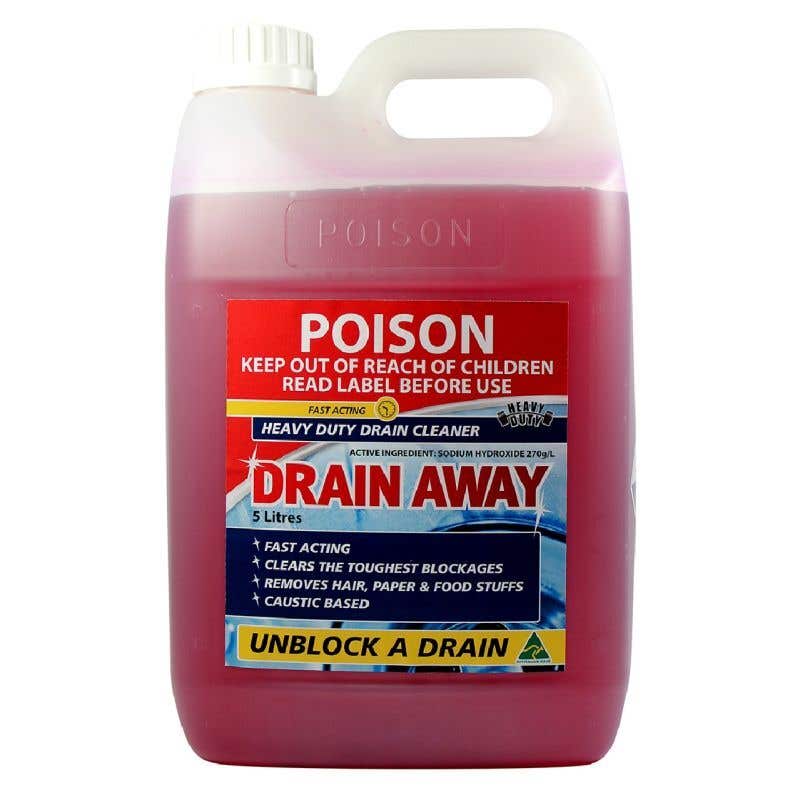 POISON
POISON
KEEP OUT OF REACH OF CHILDREN
READ LABEL BEFORE USE
FAST ACTING
HEAVY DUTY
HEAVY DUTY DRAIN CLEANER
ACTIVE INGREDIENT: SODIUM HYDROXIDE 270g/L
DRAIN AWAY
5 Litres
FAST ACTING
CLEARS THE TOUGHEST BLOCKAGES
REMOVES HAIR, PAPER & FOOD STUFFS
CAUSTIC BASED
UNBLOCK A DRAIN
AUSTRALIAN MADE